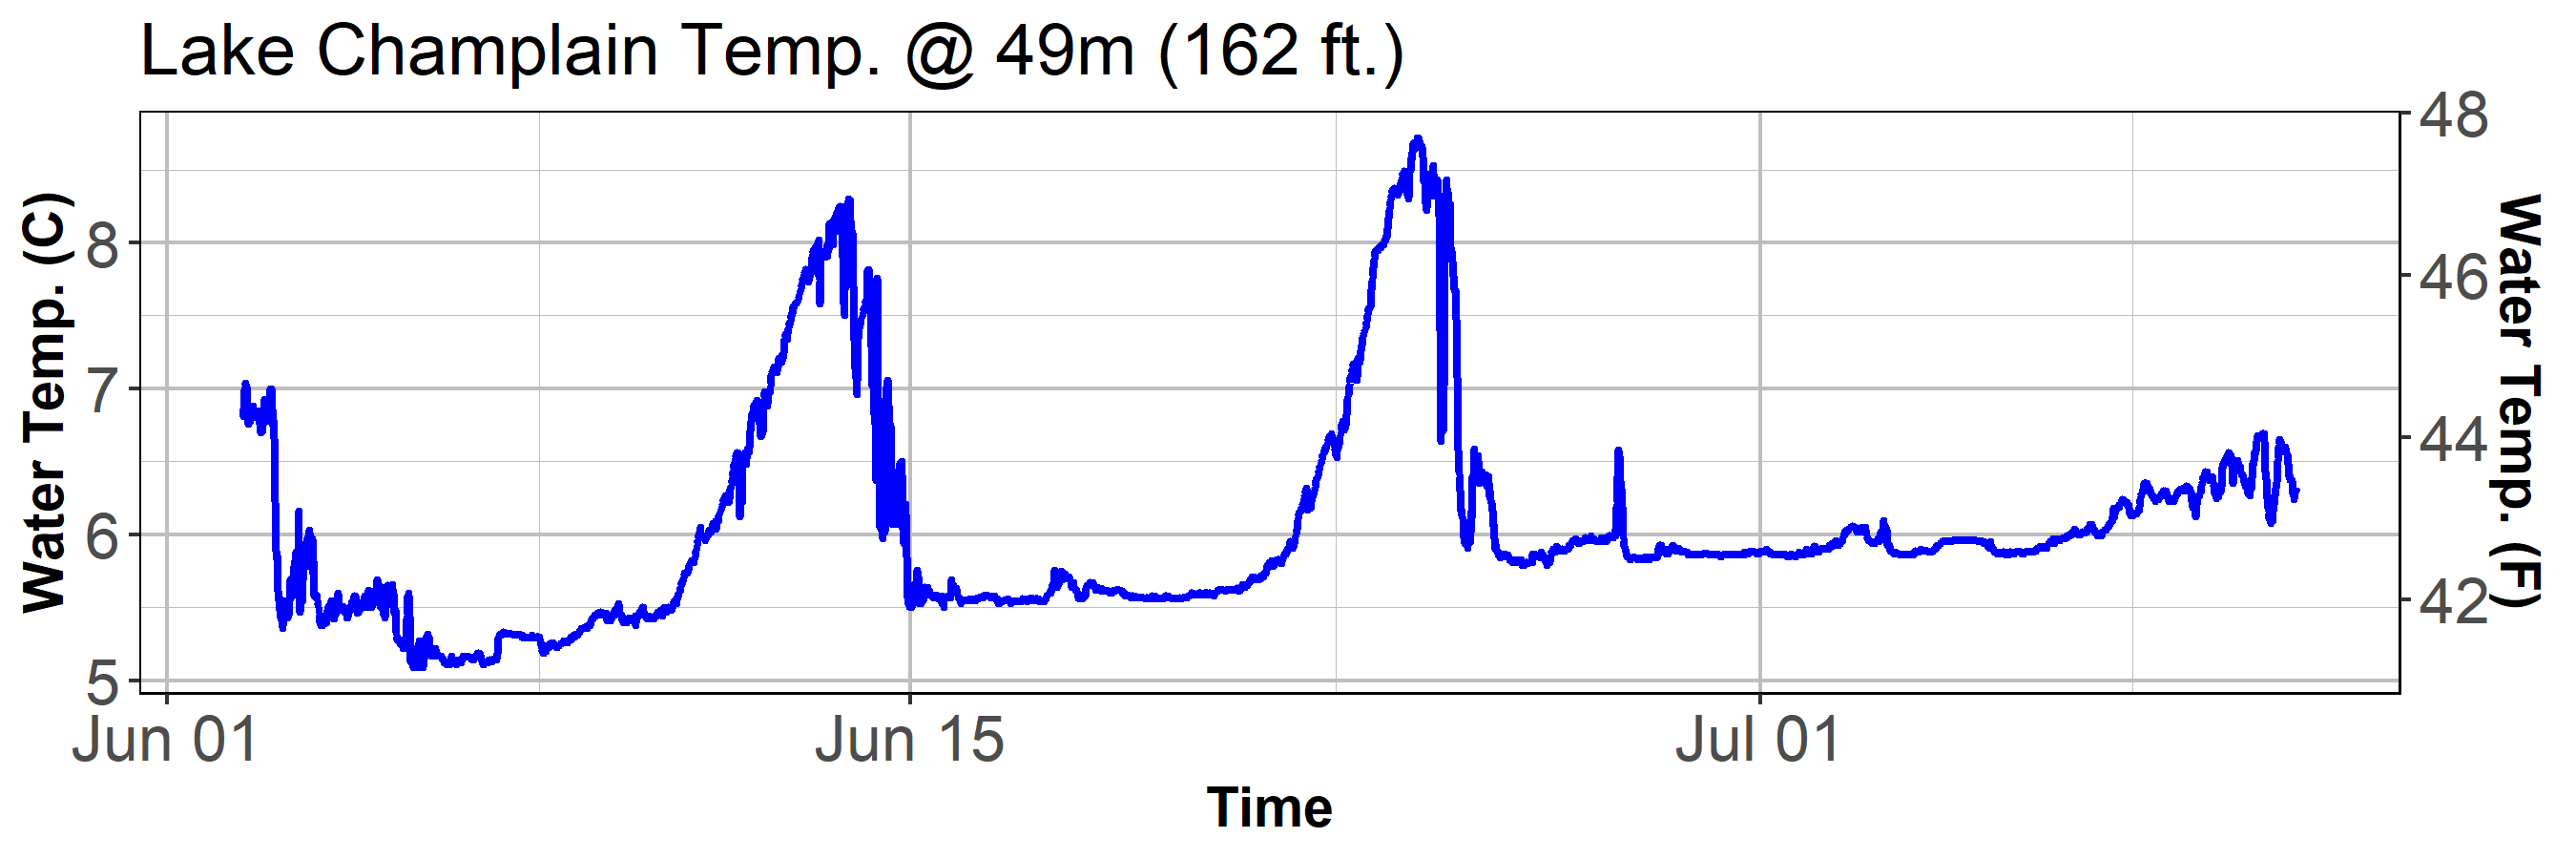 Lake Champlain Temp. @ 49m (162 ft.)
Water Temp. (C)
8
7
6
5
48
46
44
42
Water Temp. (F)
Jun 01
Jun 15
Jul 01
Time